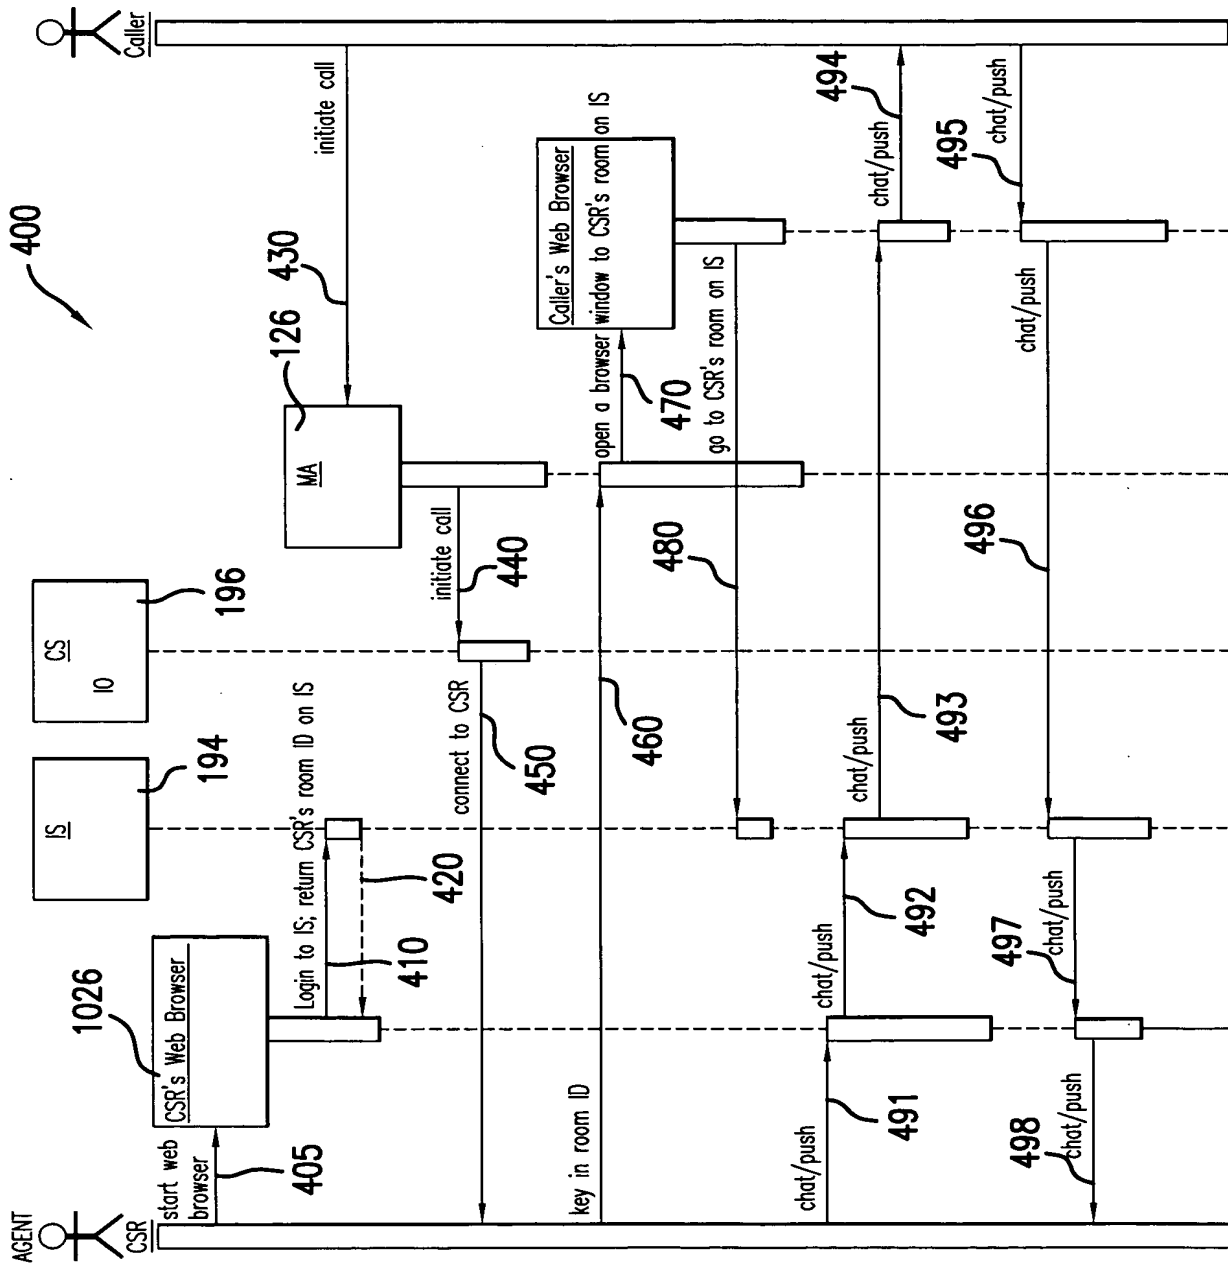 AGENT
CSR
start web
browser
405
1026
CSR's Web Browser
IS
194
CS
IO
196
Caller
400
Login to IS; return CSR's room ID on IS
410
420
MA
126
initiate call
430
initiate call
440
connect to CSR
450
key in room ID
460
Caller's Web Browser
open a browser window to CSR's room on IS
470
go to CSR's room on IS
480
chat/push
491
chat/push
492
chat/push
493
chat/push
494
chat/push
495
chat/push
496
chat/push
497
chat/push
498